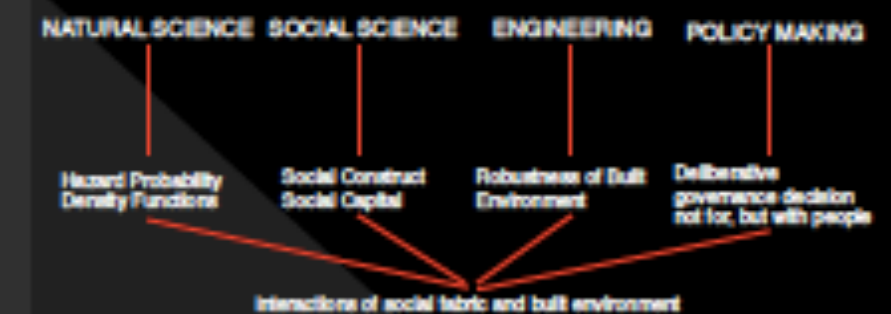 NATURAL SCIENCE SOCIAL SCIENCE ENGINEERING POLICY MAKING
Hazard Probability
Density Functions
Social Construct
Social Capital
Robustness of Built
Environment
Deliberative
governance decision
not for, but with people
Interactions of social fabric and built environment